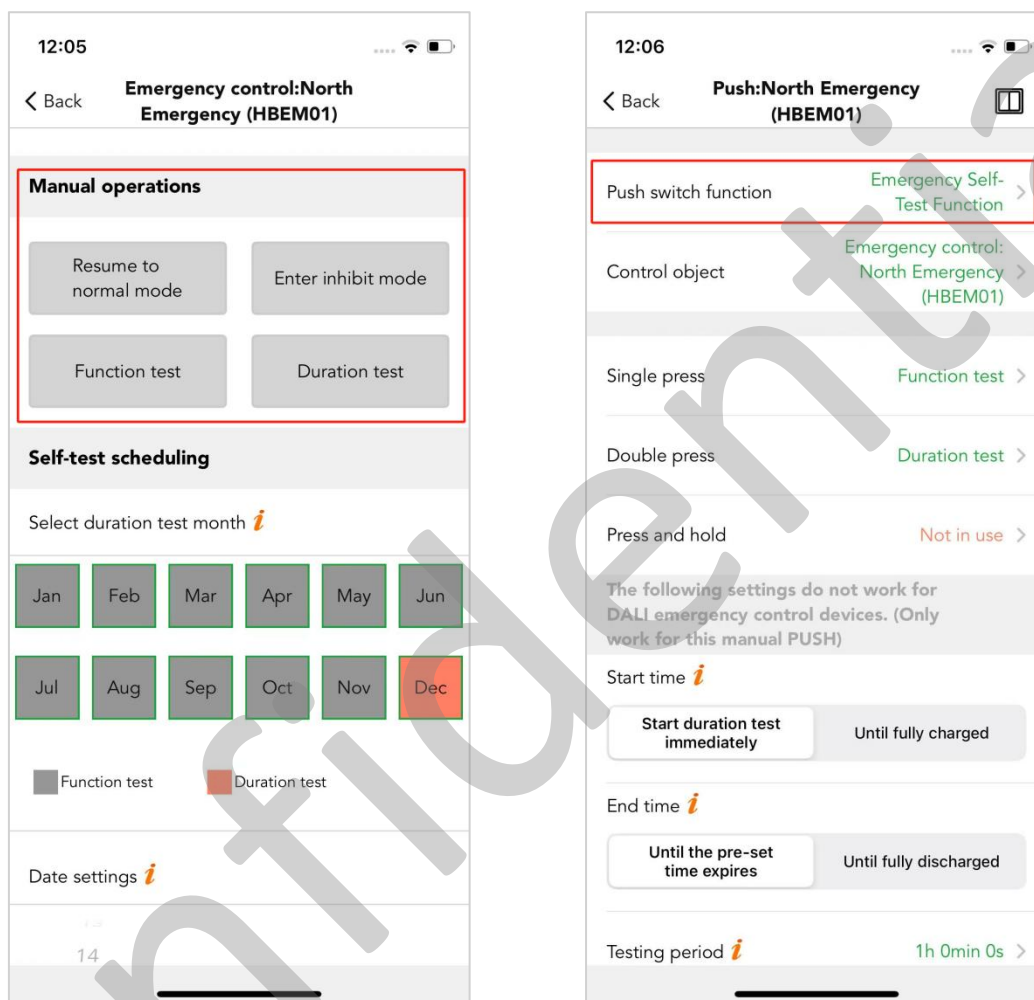 12:05
Back
Emergency control:North
Emergency (HBEM01)
Manual operations
Resume to
normal mode
Enter inhibit mode
Function test
Duration test
Self-test scheduling
Select duration test month i
Jan Feb Mar Apr May Jun
Jul Aug Sep Oct Nov Dec
Function test Duration test
Date settings i
14
12:06
Back
Push:North Emergency
(HBEM01)
Push switch function
Emergency Self-
Test Function
Control object
Emergency control:
North Emergency
(HBEM01)
Single press Function test
Double press Duration test
Press and hold Not in use
The following settings do not work for
DALI emergency control devices. (Only
work for this manual PUSH)
Start time i
Start duration test
immediately
Until fully charged
End time i
Until the pre-set
time expires
Until fully discharged
Testing period i 1h 0min 0s